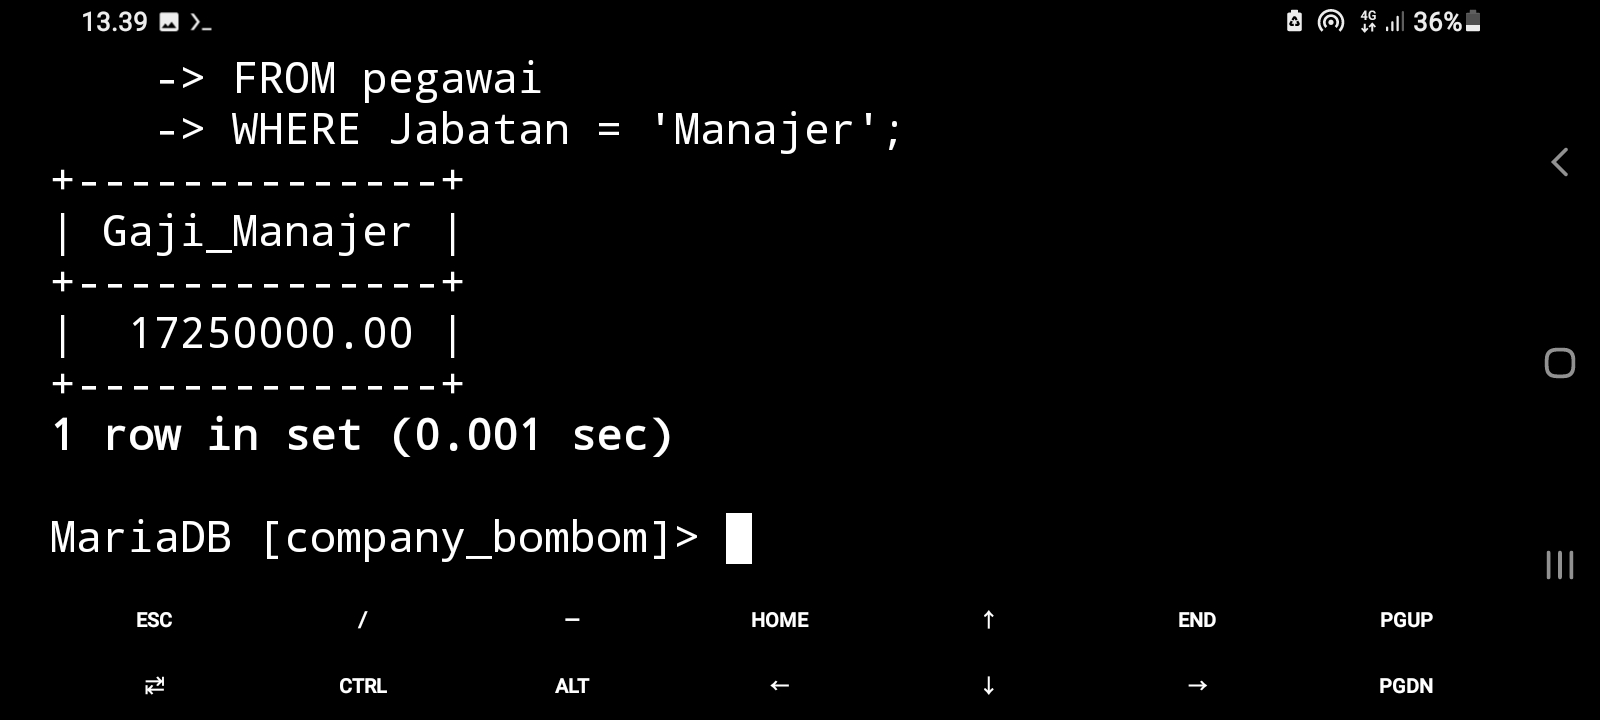 13.39 4G 36%
-> FROM pegawai
-> WHERE Jabatan = 'Manajer';
+--------------+
| Gaji_Manajer |
+--------------+
|  17250000.00 |
+--------------+
1 row in set (0.001 sec)
MariaDB [company_bombom]>
ESC / — HOME ↑ END PGUP
⇄ CTRL ALT ← ↓ → PGDN